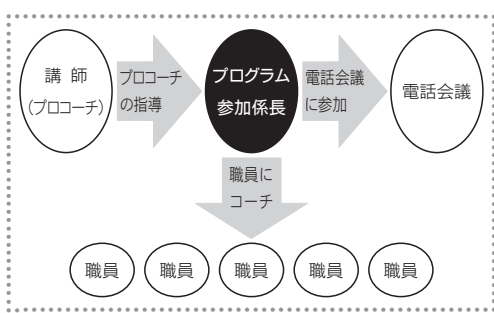 講 師
(プロコーチ)
プロコーチ
の指導
プログラム
参加係長
電話会議
に参加
電話会議
職員に
コーチ
職員
職員
職員
職員
職員